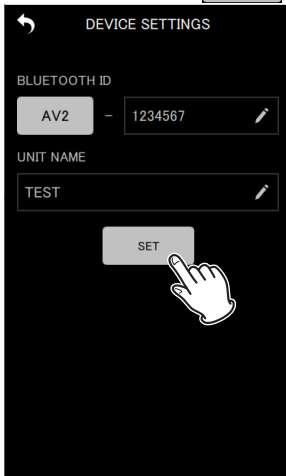 DEVICE SETTINGS
BLUETOOTH ID
AV2 - 1234567
UNIT NAME
TEST
SET